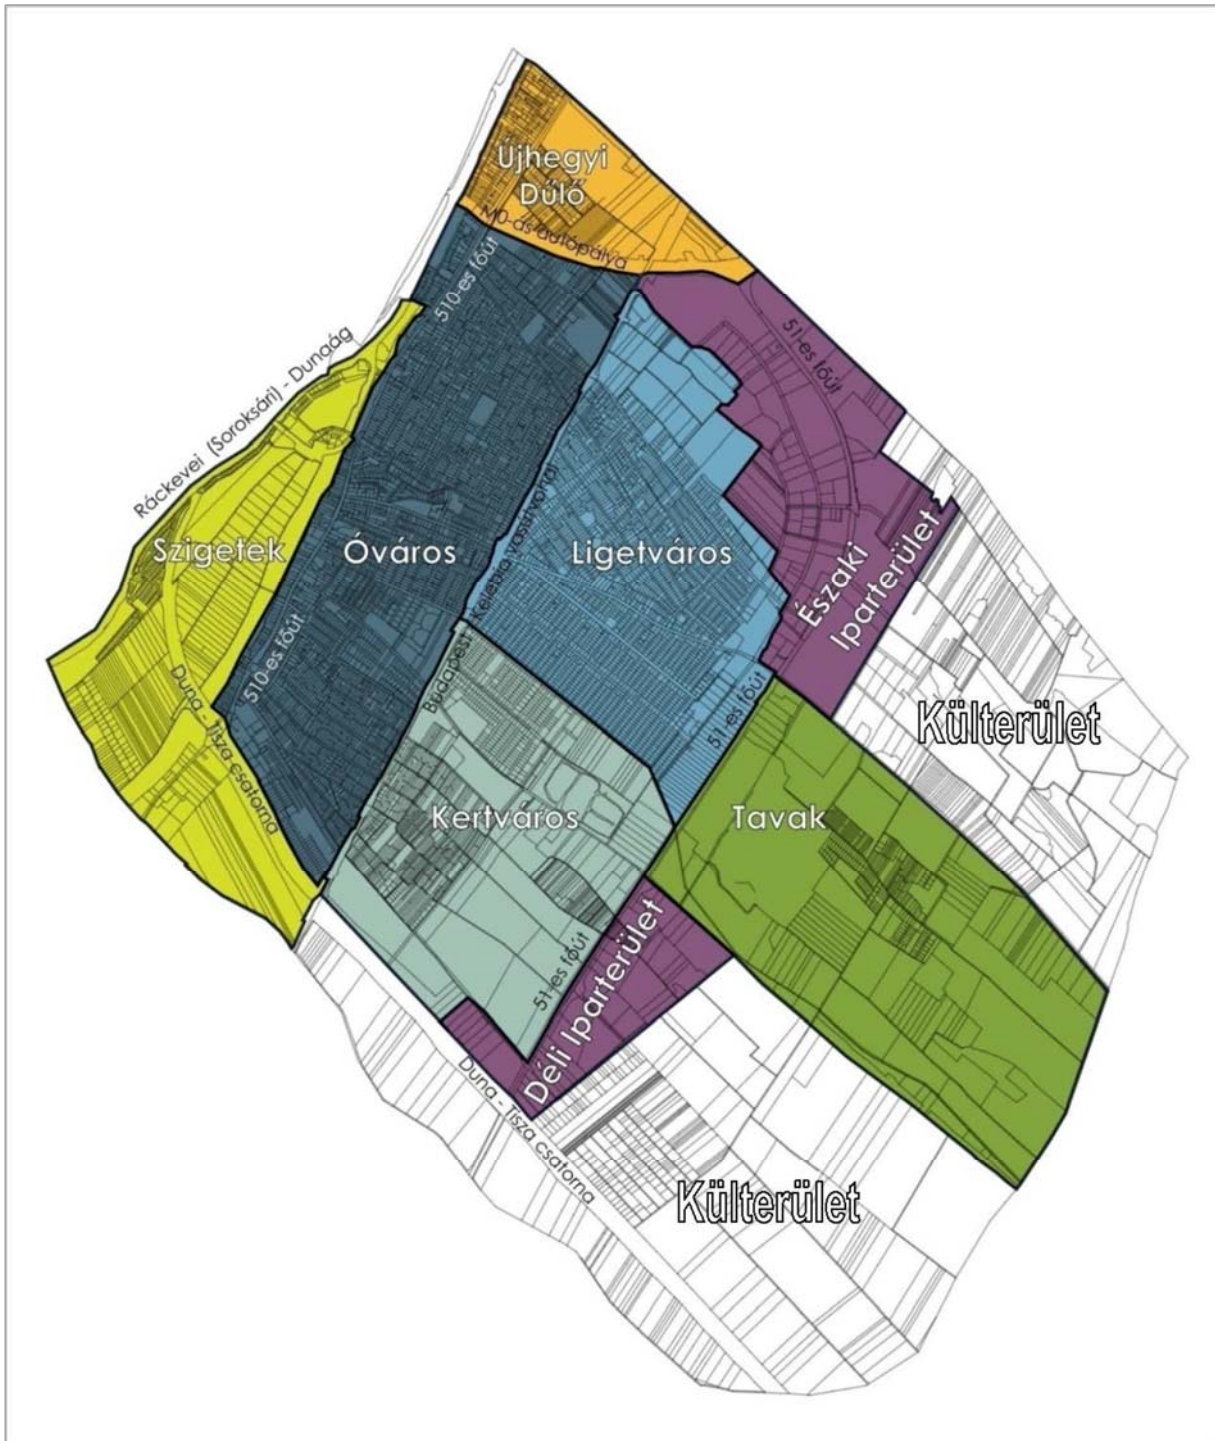 Újhegyi
Dűlő
M0-ás autópálya
510-es főút
51-es főút
Ráckevei (Soroksári) - Dunaág
Szigetek
Óváros
Ligetváros
Északi
Iparterület
Budapest - Kelebia vasútvonal
510-es főút
Duna - Tisza csatorna
51-es főút
Külterület
Kertváros
Tavak
51-es főút
Déli Iparterület
Duna - Tisza csatorna
Külterület